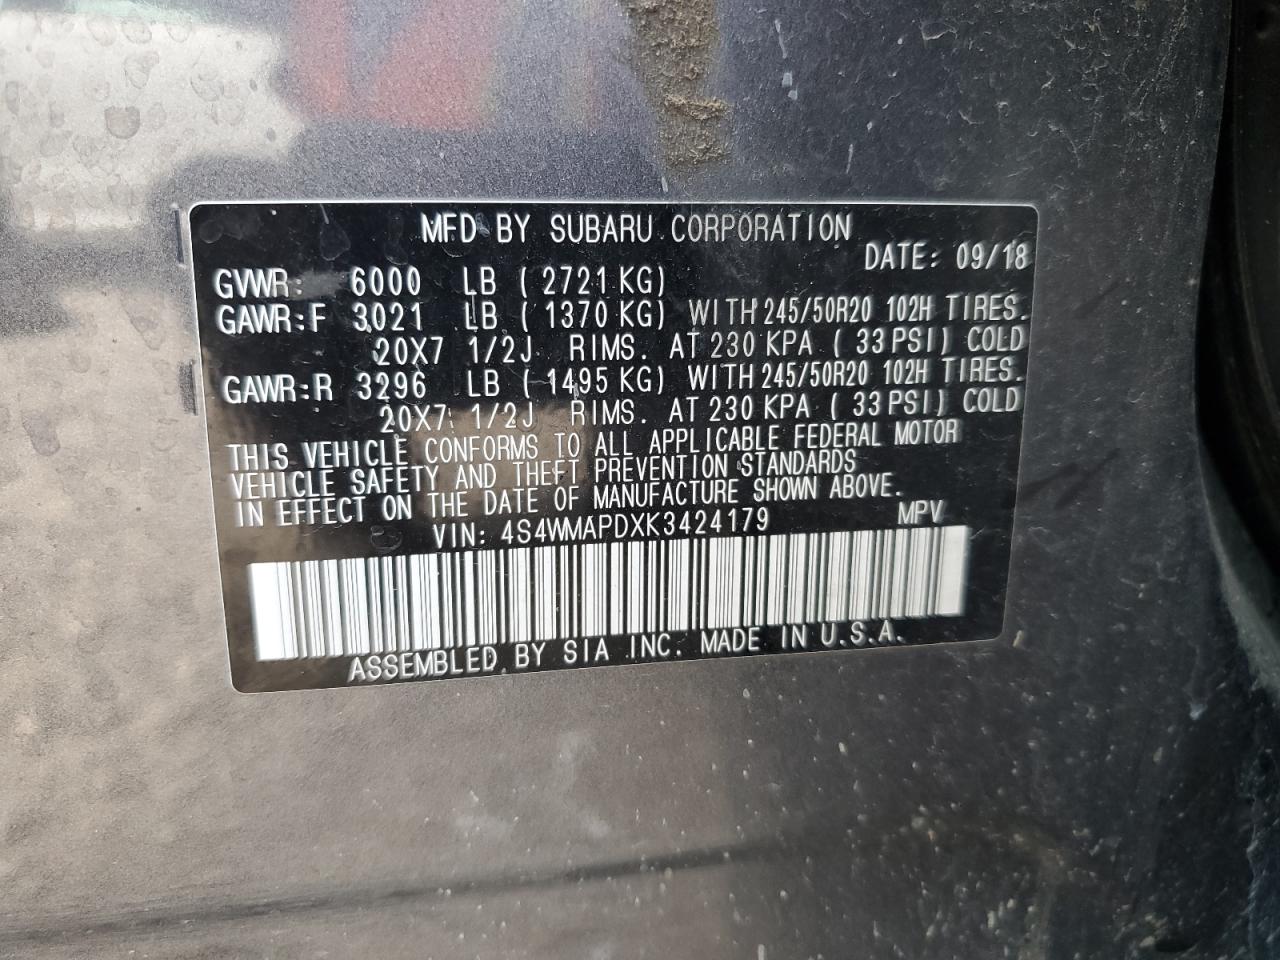 MFD BY SUBARU CORPORATION
DATE: 09/18
GVWR: 6000 LB ( 2721 KG)
GAWR:F 3021 LB ( 1370 KG) WITH 245/50R20 102H TIRES.
20X7 1/2J RIMS. AT 230 KPA ( 33 PSI) COLD
GAWR:R 3296 LB ( 1495 KG) WITH 245/50R20 102H TIRES.
20X7 1/2J RIMS. AT 230 KPA ( 33 PSI) COLD
THIS VEHICLE CONFORMS TO ALL APPLICABLE FEDERAL MOTOR
VEHICLE SAFETY AND THEFT PREVENTION STANDARDS
IN EFFECT ON THE DATE OF MANUFACTURE SHOWN ABOVE.
VIN: 4S4WMAPDXK3424179 MPV
ASSEMBLED BY SIA INC. MADE IN U.S.A.